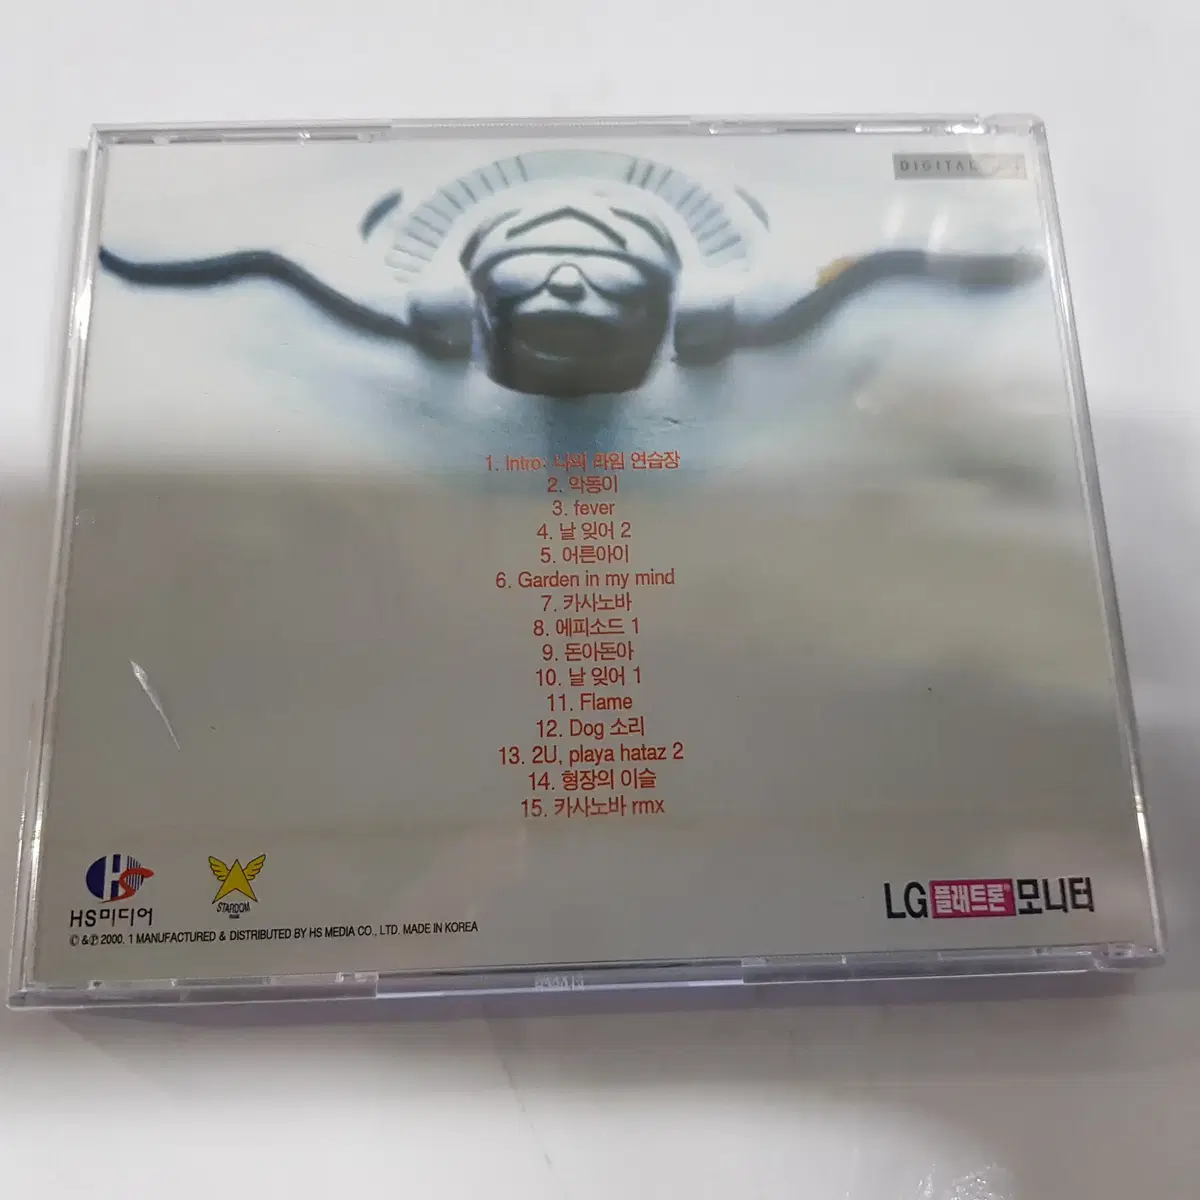 DIGITAL
1. Intro: 나의 라임 연습장
2. 악동이
3. fever
4. 날 잊어 2
5. 어른아이
6. Garden in my mind
7. 카사노바
8. 에피소드 1
9. 돈아돈아
10. 날 잊어 1
11. Flame
12. Dog 소리
13. 2U, playa hataz 2
14. 형장의 이슬
15. 카사노바 rmx
HS미디어
STARDOM
LG 플래트론® 모니터
© & ℗ 2000. 1 MANUFACTURED & DISTRIBUTED BY HS MEDIA CO., LTD. MADE IN KOREA